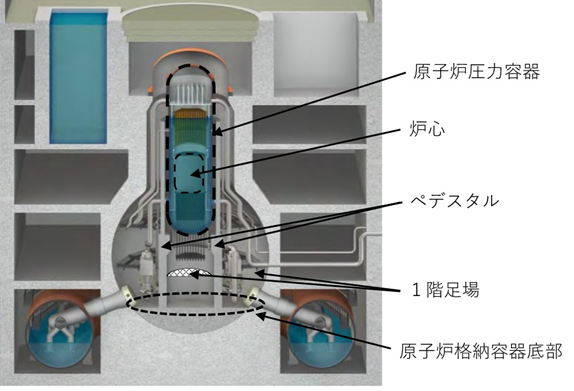 原子炉圧力容器
炉心
ペデスタル
１階足場
原子炉格納容器底部